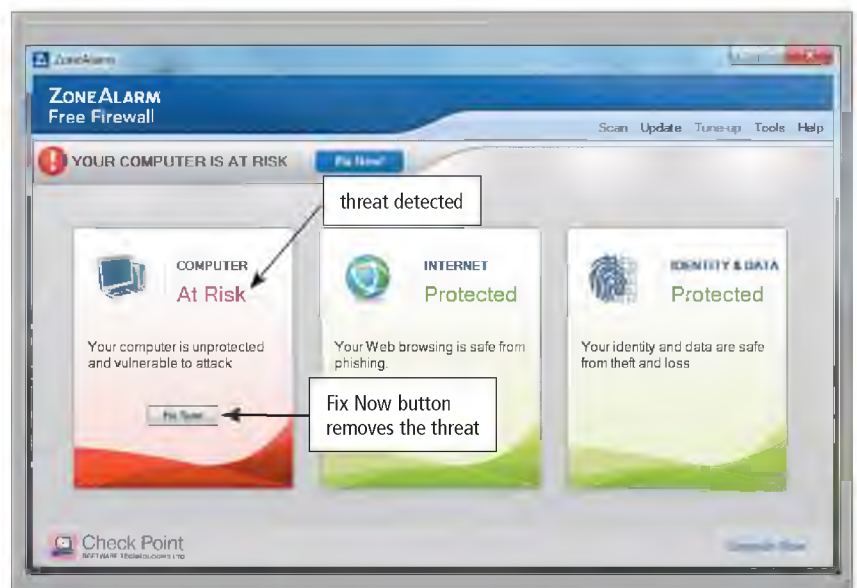 ZoneAlarm
ZONEALARM
Free Firewall
Scan Update Tune-up Tools Help
YOUR COMPUTER IS AT RISK
Fix Now!
threat detected
COMPUTER
At Risk
Your computer is unprotected
and vulnerable to attack
Fix Now
Fix Now button
removes the threat
INTERNET
Protected
Your Web browsing is safe from
phishing.
IDENTITY & DATA
Protected
Your identity and data are safe
from theft and loss
Check Point
SOFTWARE TECHNOLOGIES LTD